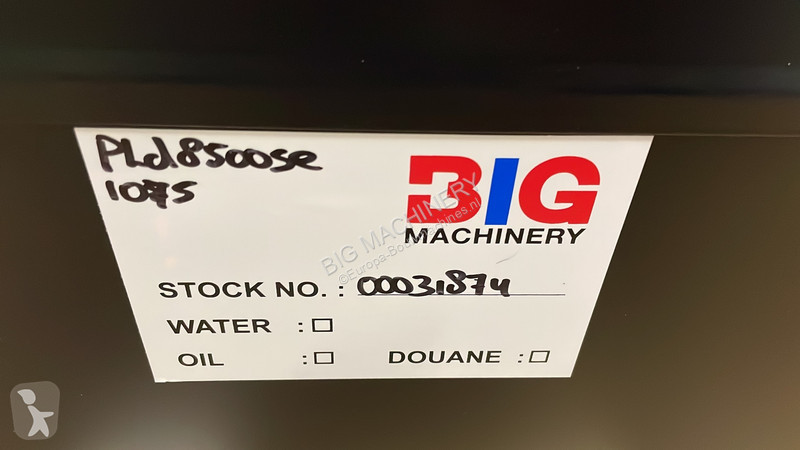 PLd8500SE
1075
BIG
MACHINERY
BIG MACHINERY
STOCK NO. : 00031874
WATER : ☐
OIL : ☐ DOUANE : ☐